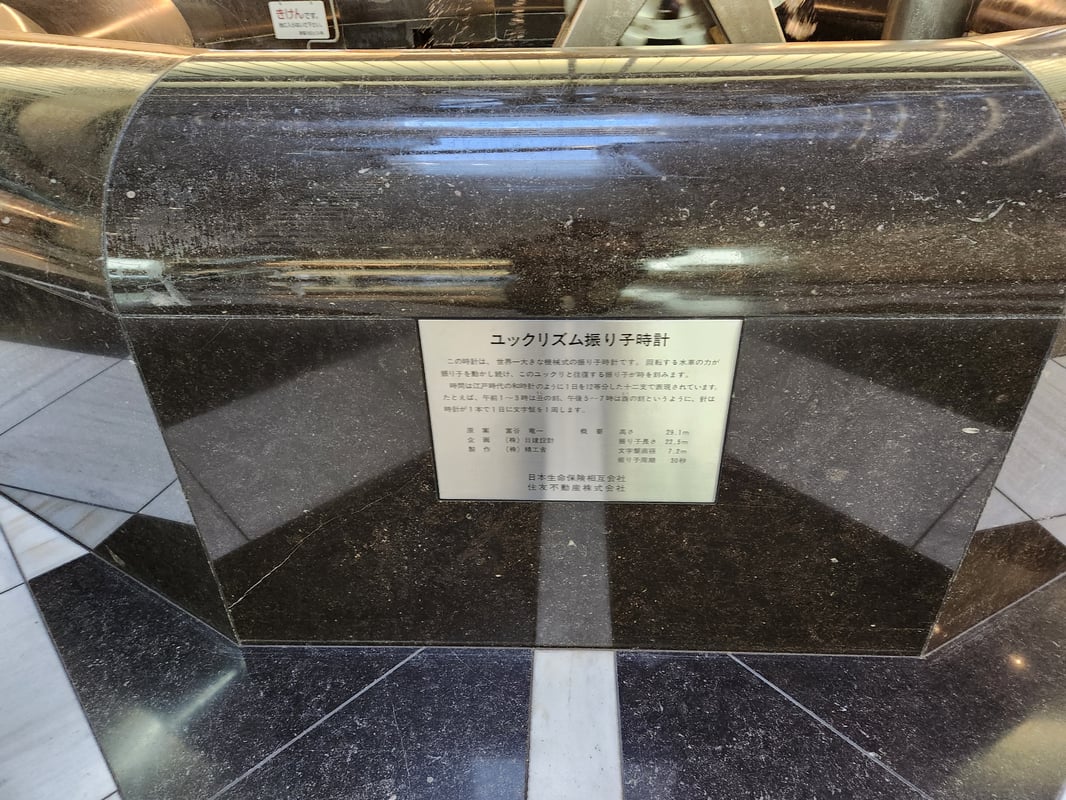 きけんです。
ユックリズム振り子時計
この時計は、世界一大きな機械式の振り子時計です。回転する水車の力が
振り子を動かし続け、このユックリと往復する振り子が時を刻みます。
時間は江戸時代の和時計のように1日を12等分した十二支で表現されています。
たとえば、午前1〜3時は丑の刻、午後5〜7時は酉の刻というように、針は
時計が1本で1日に文字盤を1周します。
原案 富谷 竜一 概要 高さ 29.1m
企画 (株)日建設計 振り子長さ 22.5m
製作 (株)精工舎 文字盤直径 7.2m
振り子周期 30秒
日本生命保険相互会社
住友不動産株式会社